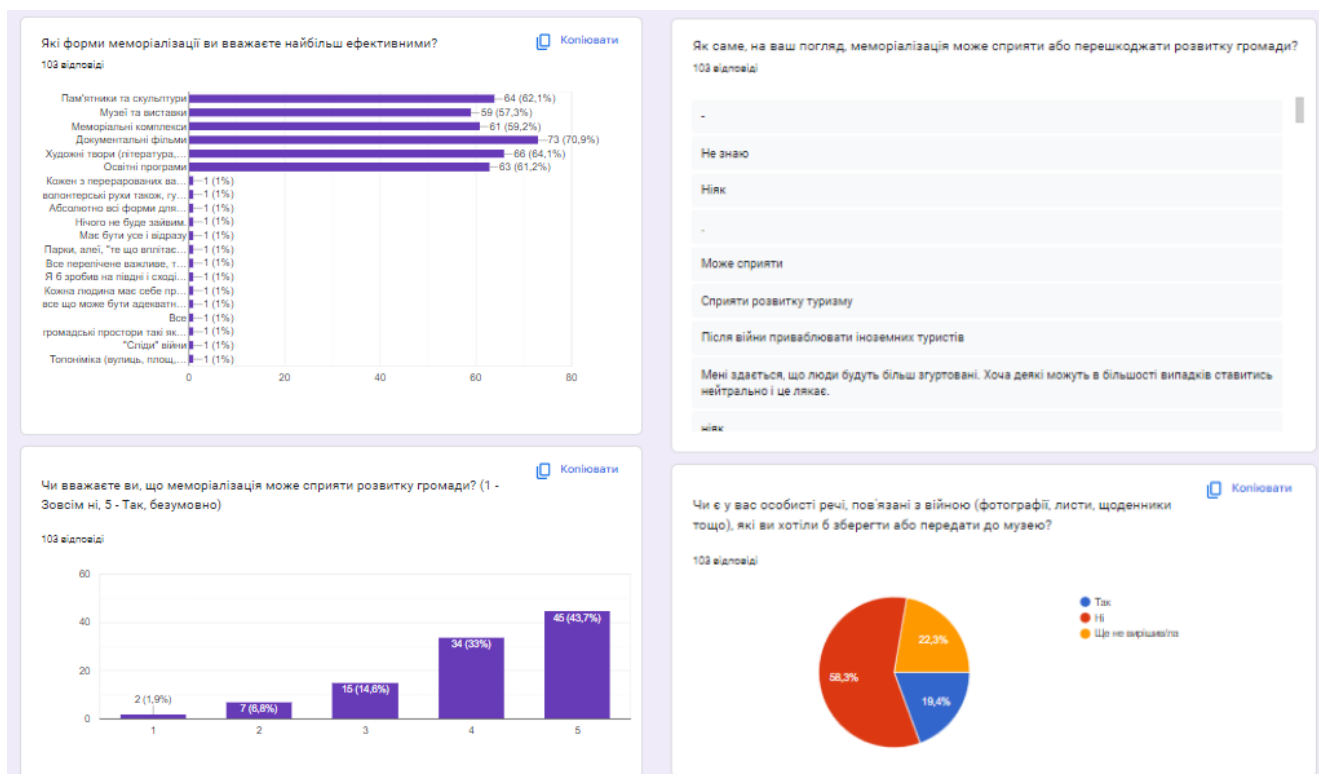 Які форми меморіалізації ви вважаєте найбільш ефективними?
Копіювати
103 відповіді
Пам'ятники та скульптури
64 (62,1%)
Музеї та виставки
59 (57,3%)
Меморіальні комплекси
61 (59,2%)
Документальні фільми
73 (70,9%)
Художні твори (література,…
66 (64,1%)
Освітні програми
63 (61,2%)
Кожен з перерарованих ва…
1 (1%)
волонтерські рухи також, гу…
1 (1%)
Абсолютно всі форми для…
1 (1%)
Нічого не буде зайвим.
1 (1%)
Має бути усе і відразу
1 (1%)
Парки, алеї, "те що вплітає…
1 (1%)
Все перелічене важливе, т…
1 (1%)
Я б зробив на півдні і сході…
1 (1%)
Кожна людина має себе пр…
1 (1%)
все що може бути адекватн…
1 (1%)
Все
1 (1%)
громадські простори такі як…
1 (1%)
"Сліди" війни
1 (1%)
Топоніміка (вулиць, площ,…
1 (1%)
0 20 40 60 80
Як саме, на ваш погляд, меморіалізація може сприяти або перешкоджати розвитку громади?
103 відповіді
-
Не знаю
Ніяк
.
Може сприяти
Сприяти розвитку туризму
Після війни приваблювати іноземних туристів
Мені здається, що люди будуть більш згуртовані. Хоча деякі можуть в більшості випадків ставитись
нейтрально і це лякає.
ніяк
Чи вважаєте ви, що меморіалізація може сприяти розвитку громади? (1 -
Зовсім ні, 5 - Так, безумовно)
Копіювати
103 відповіді
60
40
20
0
2 (1,9%)
7 (6,8%)
15 (14,6%)
34 (33%)
45 (43,7%)
1 2 3 4 5
Чи є у вас особисті речі, пов'язані з війною (фотографії, листи, щоденники
тощо), які ви хотіли б зберегти або передати до музею?
Копіювати
103 відповіді
58,3%
22,3%
19,4%
Так
Ні
Ще не вирішив/ла